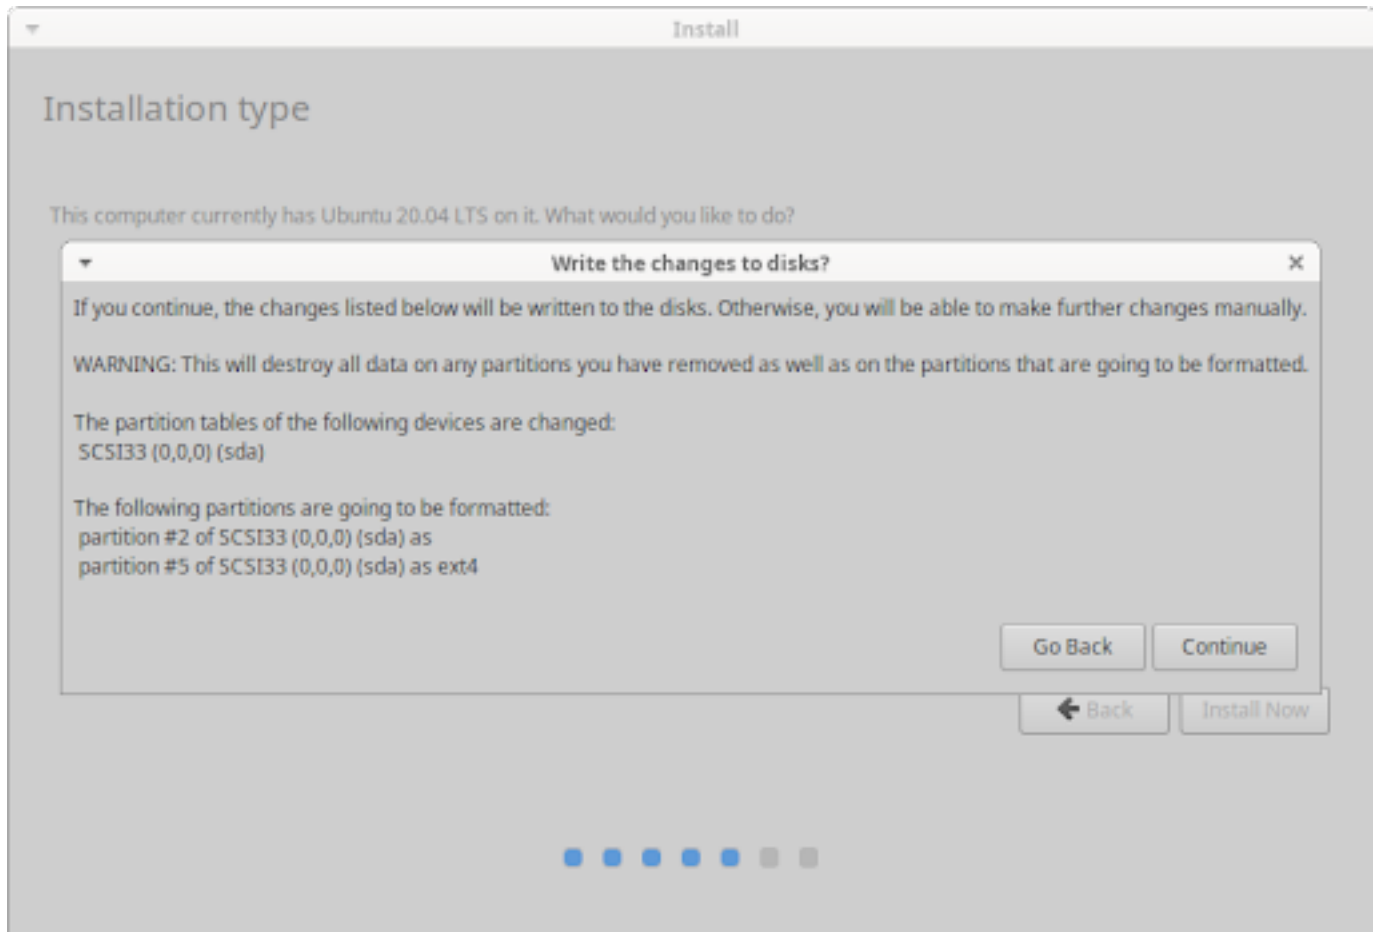 Install
Installation type
This computer currently has Ubuntu 20.04 LTS on it. What would you like to do?
Write the changes to disks?
If you continue, the changes listed below will be written to the disks. Otherwise, you will be able to make further changes manually.
WARNING: This will destroy all data on any partitions you have removed as well as on the partitions that are going to be formatted.
The partition tables of the following devices are changed:
SCSI33 (0,0,0) (sda)
The following partitions are going to be formatted:
partition #2 of SCSI33 (0,0,0) (sda) as
partition #5 of SCSI33 (0,0,0) (sda) as ext4
Go Back Continue
Back Install Now